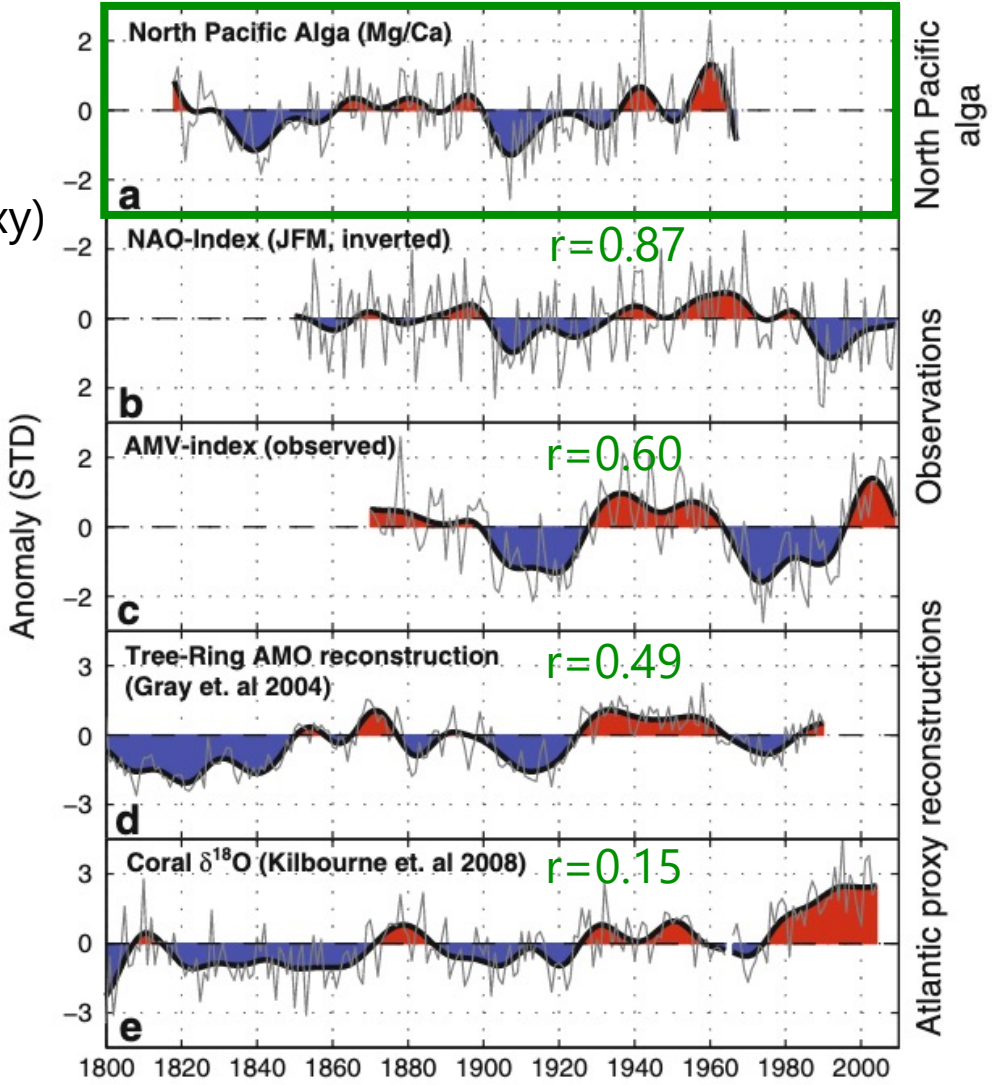 North Pacific Alga (Mg/Ca)
2
0
−2
a
North Pacific
alga
xy)
NAO-Index (JFM, inverted)
r=0.87
−2
0
2
b
AMV-index (observed)
r=0.60
2
0
−2
c
Observations
Anomaly (STD)
Tree-Ring AMO reconstruction
(Gray et. al 2004)
r=0.49
3
0
−3
d
Coral δ¹⁸O (Kilbourne et. al 2008)
r=0.15
3
0
−3
e
Atlantic proxy reconstructions
1800 1820 1840 1860 1880 1900 1920 1940 1960 1980 2000